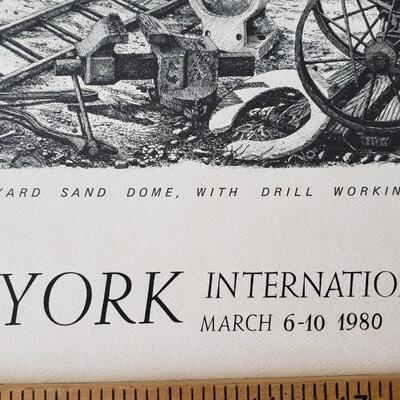 YARD SAND DOME, WITH DRILL WORKIN
YORK INTERNATIO
MARCH 6-10 1980